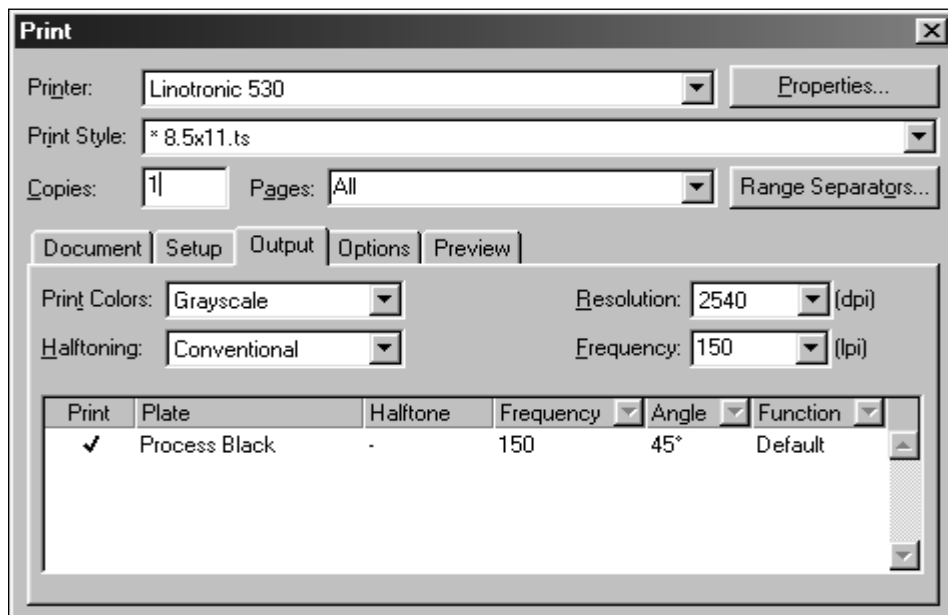 Print
Printer: Linotronic 530 Properties...
Print Style: * 8.5x11.ts
Copies: 1 Pages: All Range Separators...
Document Setup Output Options Preview
Print Colors: Grayscale Resolution: 2540 (dpi)
Halftoning: Conventional Frequency: 150 (lpi)
Print Plate Halftone Frequency Angle Function
✓ Process Black - 150 45° Default